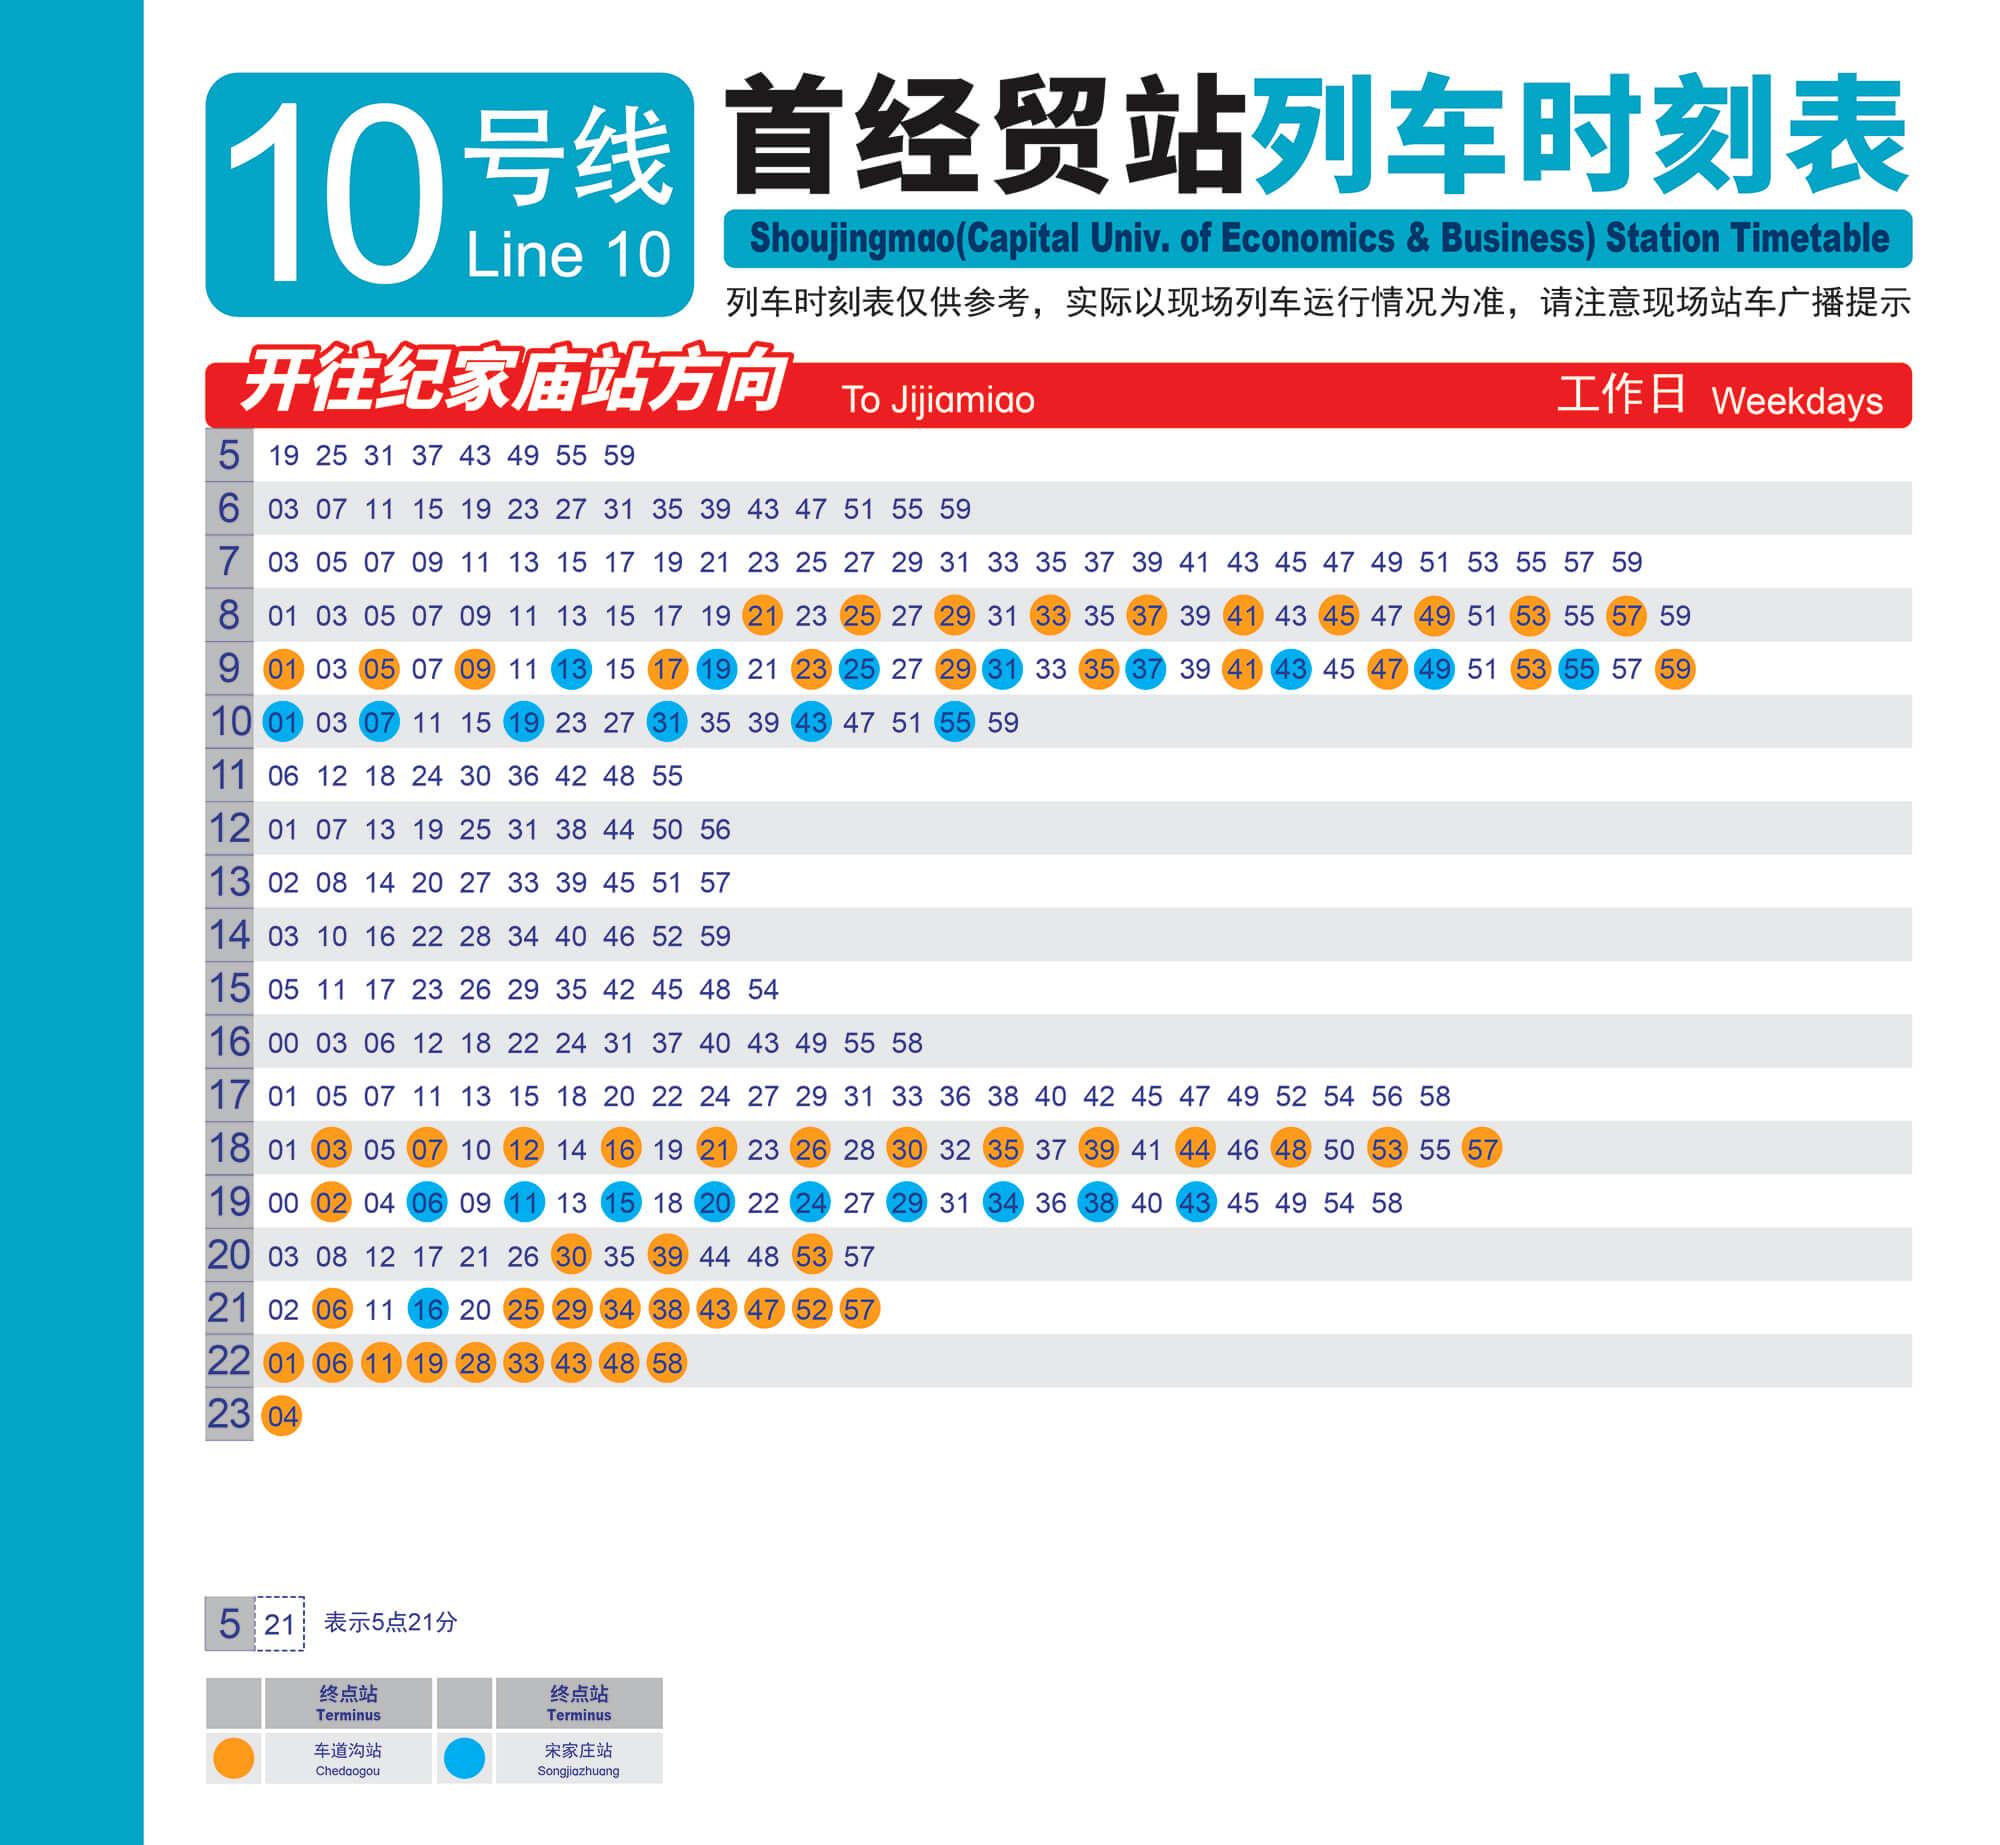 10号线
Line 10
首经贸站列车时刻表
Shoujingmao(Capital Univ. of Economics & Business) Station Timetable
列车时刻表仅供参考，实际以现场列车运行情况为准，请注意现场站车广播提示
开往纪家庙站方向 To Jijiamiao 工作日 Weekdays
5 19 25 31 37 43 49 55 59
6 03 07 11 15 19 23 27 31 35 39 43 47 51 55 59
7 03 05 07 09 11 13 15 17 19 21 23 25 27 29 31 33 35 37 39 41 43 45 47 49 51 53 55 57 59
8 01 03 05 07 09 11 13 15 17 19 21 23 25 27 29 31 33 35 37 39 41 43 45 47 49 51 53 55 57 59
9 01 03 05 07 09 11 13 15 17 19 21 23 25 27 29 31 33 35 37 39 41 43 45 47 49 51 53 55 57 59
10 01 03 07 11 15 19 23 27 31 35 39 43 47 51 55 59
11 06 12 18 24 30 36 42 48 55
12 01 07 13 19 25 31 38 44 50 56
13 02 08 14 20 27 33 39 45 51 57
14 03 10 16 22 28 34 40 46 52 59
15 05 11 17 23 26 29 35 42 45 48 54
16 00 03 06 12 18 22 24 31 37 40 43 49 55 58
17 01 05 07 11 13 15 18 20 22 24 27 29 31 33 36 38 40 42 45 47 49 52 54 56 58
18 01 03 05 07 10 12 14 16 19 21 23 26 28 30 32 35 37 39 41 44 46 48 50 53 55 57
19 00 02 04 06 09 11 13 15 18 20 22 24 27 29 31 34 36 38 40 43 45 49 54 58
20 03 08 12 17 21 26 30 35 39 44 48 53 57
21 02 06 11 16 20 25 29 34 38 43 47 52 57
22 01 06 11 19 28 33 43 48 58
23 04
5 21 表示5点21分
终点站 终点站
Terminus Terminus
车道沟站 宋家庄站
Chedaogou Songjiazhuang